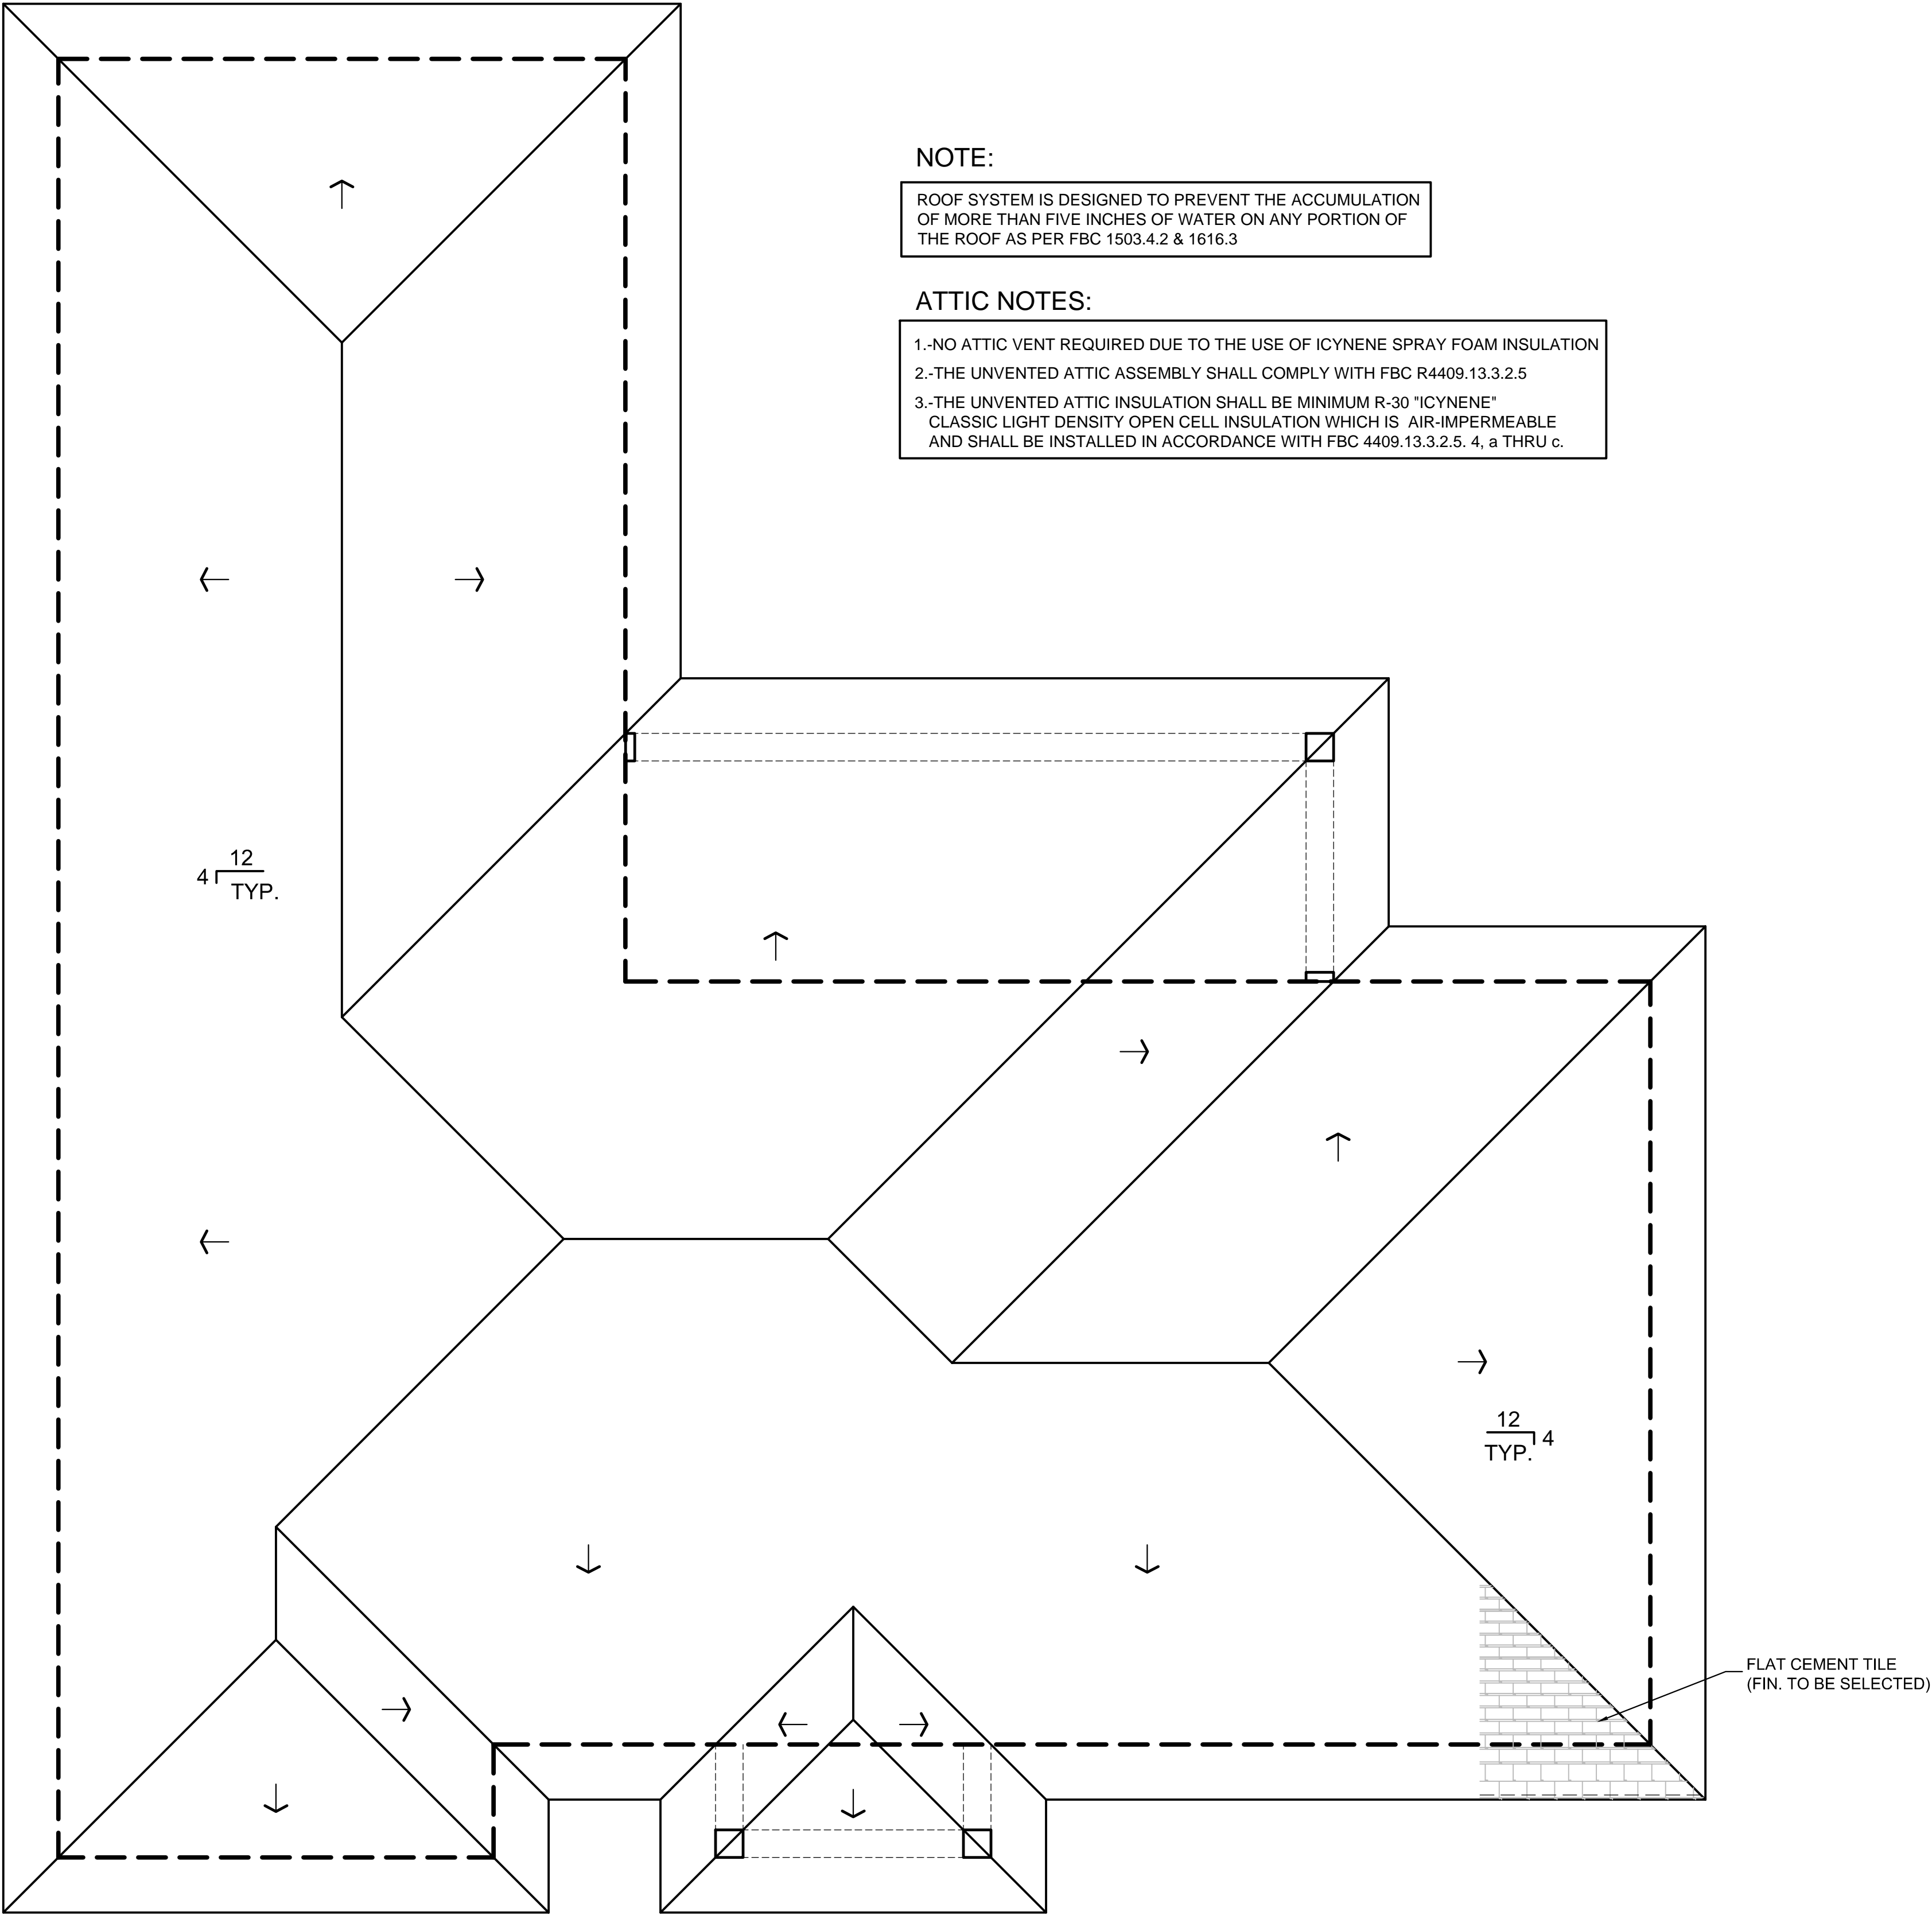 NOTE:
ROOF SYSTEM IS DESIGNED TO PREVENT THE ACCUMULATION
OF MORE THAN FIVE INCHES OF WATER ON ANY PORTION OF
THE ROOF AS PER FBC 1503.4.2 & 1616.3
ATTIC NOTES:
1.-NO ATTIC VENT REQUIRED DUE TO THE USE OF ICYNENE SPRAY FOAM INSULATION
2.-THE UNVENTED ATTIC ASSEMBLY SHALL COMPLY WITH FBC R4409.13.3.2.5
3.-THE UNVENTED ATTIC INSULATION SHALL BE MINIMUM R-30 "ICYNENE"
CLASSIC LIGHT DENSITY OPEN CELL INSULATION WHICH IS AIR-IMPERMEABLE
AND SHALL BE INSTALLED IN ACCORDANCE WITH FBC 4409.13.3.2.5. 4, a THRU c.
12
4
TYP.
12
4
TYP.
FLAT CEMENT TILE
(FIN. TO BE SELECTED)